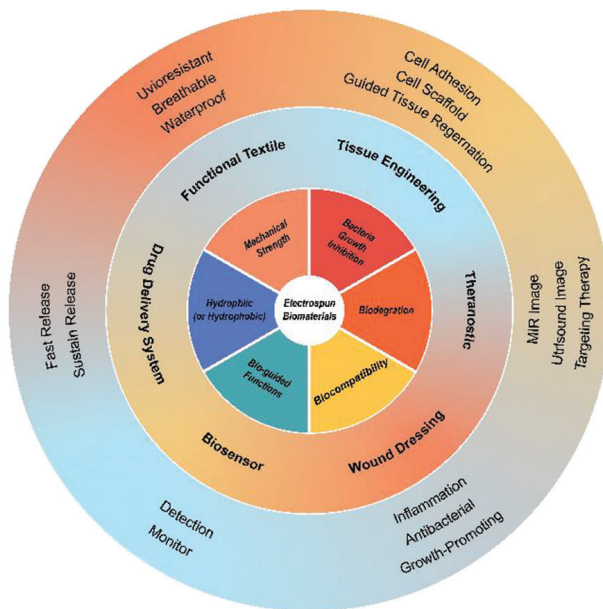 Uvioresistant
Breathable
Waterproof
Cell Adhesion
Cell Scaffold
Guided Tissue Regernation
Functional Textile
Tissue Engineering
Mechanical
Strength
Bacteria
Growth
Inhibition
Drug Delivery System
Fast Release
Sustain Release
Hydrophilic
(or Hydrophobic)
Electrospun
Biomaterials
Biodegration
Theranostic
MIR Image
Utrlsound Image
Targeting Therapy
Bio-guided
Functions
Biocompatibility
Biosensor
Wound Dressing
Detection
Monitor
Inflammation
Antibacterial
Growth-Promoting